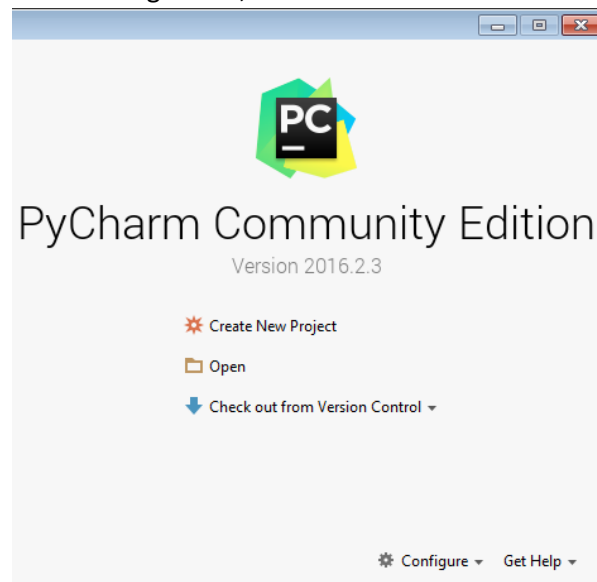 PC
PyCharm Community Edition
Version 2016.2.3
Create New Project
Open
Check out from Version Control
Configure Get Help